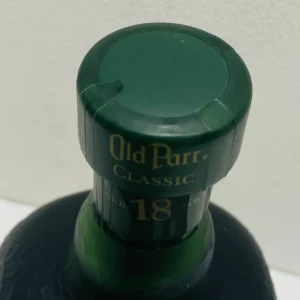 Old Parr.
CLASSIC
18